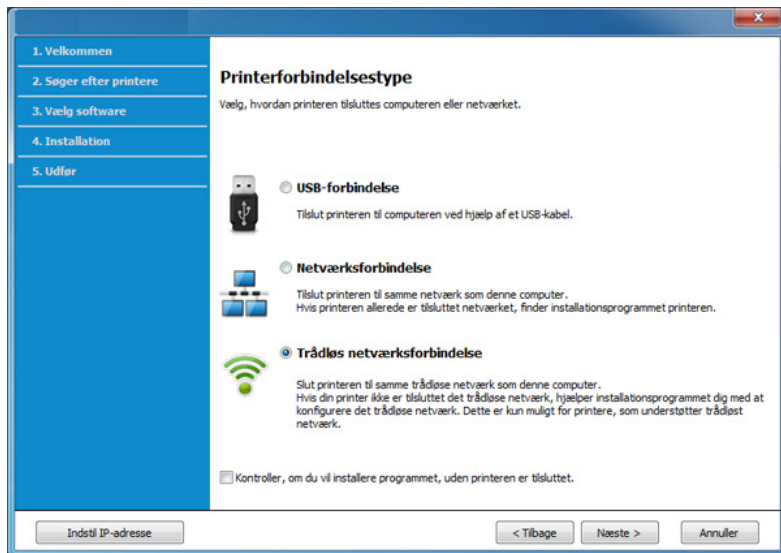 1. Velkommen
2. Søger efter printere
3. Vælg software
4. Installation
5. Udfør
Printerforbindelsestype
Vælg, hvordan printeren tilsluttes computeren eller netværket.
USB-forbindelse
Tilslut printeren til computeren ved hjælp af et USB-kabel.
Netværksforbindelse
Tilslut printeren til samme netværk som denne computer.
Hvis printeren allerede er tilsluttet netværket, finder installationsprogrammet printeren.
Trådløs netværksforbindelse
Slut printeren til samme trådløse netværk som denne computer.
Hvis din printer ikke er tilsluttet det trådløse netværk, hjælper installationsprogrammet dig med at
konfigurere det trådløse netværk. Dette er kun muligt for printere, som understøtter trådløst
netværk.
Kontroller, om du vil installere programmet, uden printeren er tilsluttet.
Indstil IP-adresse
< Tilbage
Næste >
Annuller